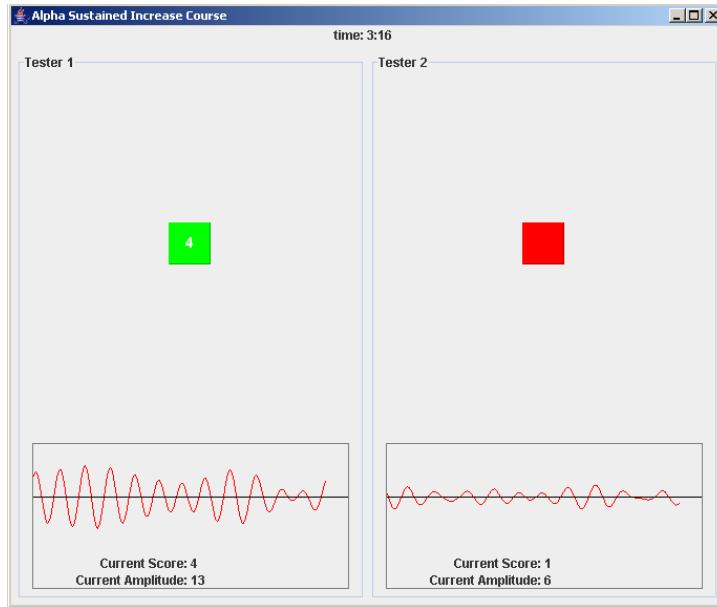 Alpha Sustained Increase Course
time: 3:16
Tester 1
4
Current Score: 4
Current Amplitude: 13
Tester 2
Current Score: 1
Current Amplitude: 6